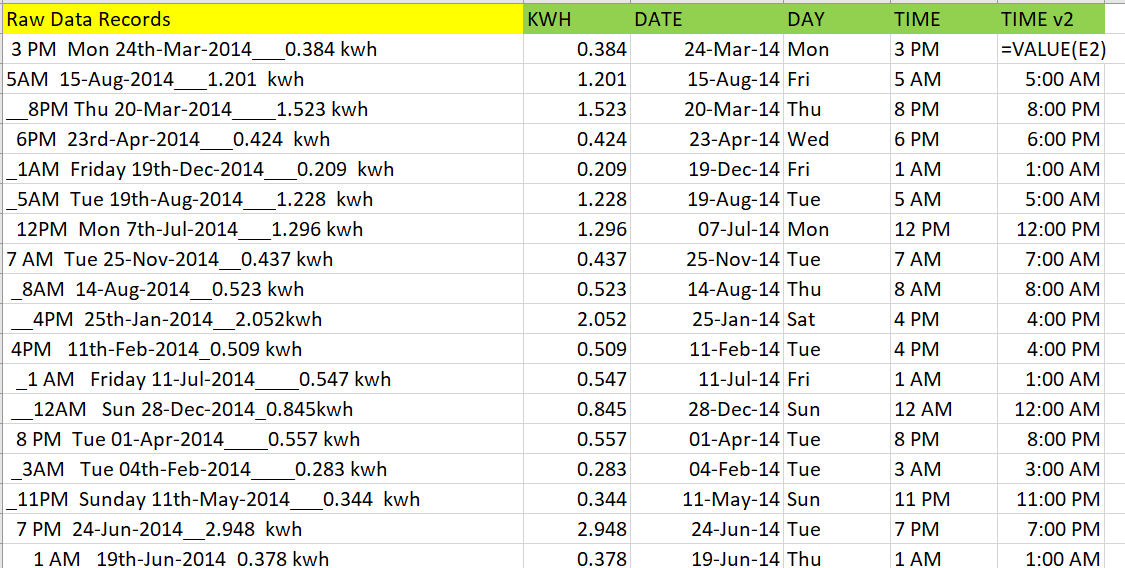 Raw Data Records KWH DATE DAY TIME TIME v2
3 PM  Mon 24th-Mar-2014___0.384 kwh 0.384 24-Mar-14 Mon 3 PM =VALUE(E2)
5AM  15-Aug-2014___1.201  kwh 1.201 15-Aug-14 Fri 5 AM 5:00 AM
__8PM Thu 20-Mar-2014____1.523 kwh 1.523 20-Mar-14 Thu 8 PM 8:00 PM
6PM  23rd-Apr-2014___0.424  kwh 0.424 23-Apr-14 Wed 6 PM 6:00 PM
_1AM  Friday 19th-Dec-2014___0.209  kwh 0.209 19-Dec-14 Fri 1 AM 1:00 AM
_5AM  Tue 19th-Aug-2014___1.228  kwh 1.228 19-Aug-14 Tue 5 AM 5:00 AM
12PM  Mon 7th-Jul-2014___1.296 kwh 1.296 07-Jul-14 Mon 12 PM 12:00 PM
7 AM  Tue 25-Nov-2014__0.437 kwh 0.437 25-Nov-14 Tue 7 AM 7:00 AM
_8AM  14-Aug-2014__0.523 kwh 0.523 14-Aug-14 Thu 8 AM 8:00 AM
__4PM  25th-Jan-2014__2.052kwh 2.052 25-Jan-14 Sat 4 PM 4:00 PM
4PM   11th-Feb-2014_0.509 kwh 0.509 11-Feb-14 Tue 4 PM 4:00 PM
_1 AM   Friday 11-Jul-2014____0.547 kwh 0.547 11-Jul-14 Fri 1 AM 1:00 AM
__12AM   Sun 28-Dec-2014_0.845kwh 0.845 28-Dec-14 Sun 12 AM 12:00 AM
8 PM  Tue 01-Apr-2014____0.557 kwh 0.557 01-Apr-14 Tue 8 PM 8:00 PM
_3AM   Tue 04th-Feb-2014____0.283 kwh 0.283 04-Feb-14 Tue 3 AM 3:00 AM
_11PM  Sunday 11th-May-2014___0.344  kwh 0.344 11-May-14 Sun 11 PM 11:00 PM
7 PM  24-Jun-2014__2.948  kwh 2.948 24-Jun-14 Tue 7 PM 7:00 PM
1 AM   19th-Jun-2014_0.378 kwh 0.378 19-Jun-14 Thu 1 AM 1:00 AM